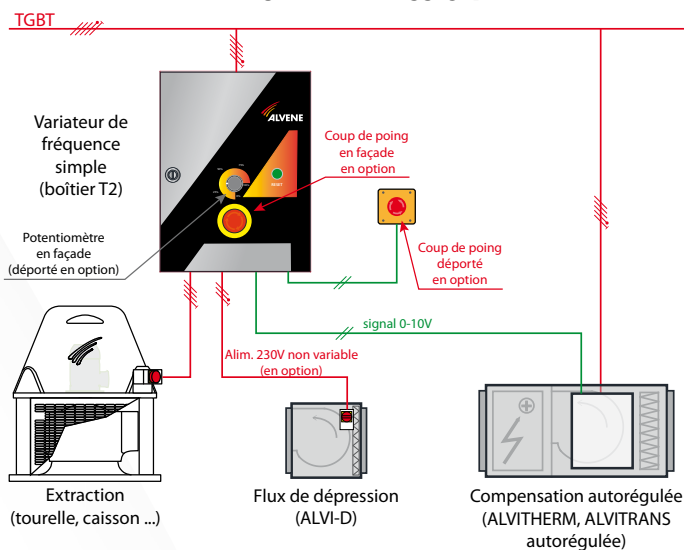 TGBT
ALVENE
Variateur de
fréquence
simple
(boîtier T2)
Coup de poing
en façade
en option
RESET
Potentiomètre
en façade
(déporté en option)
Coup de poing
déporté
en option
signal 0-10V
Alim. 230V non variable
(en option)
Extraction
(tourelle, caisson ...)
Flux de dépression
(ALVI-D)
Compensation autorégulée
(ALVITHERM, ALVITRANS
autorégulée)